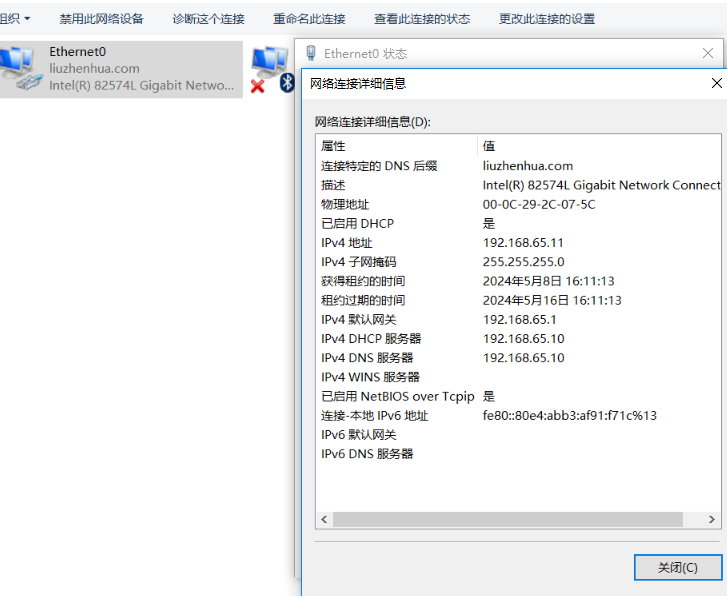 组织
禁用此网络设备
诊断这个连接
重命名此连接
查看此连接的状态
更改此连接的设置
Ethernet0
liuzhenhua.com
Intel(R) 82574L Gigabit Netwo...
Ethernet0 状态
网络连接详细信息
网络连接详细信息(D):
属性 值
连接特定的 DNS 后缀 liuzhenhua.com
描述 Intel(R) 82574L Gigabit Network Connect
物理地址 00-0C-29-2C-07-5C
已启用 DHCP 是
IPv4 地址 192.168.65.11
IPv4 子网掩码 255.255.255.0
获得租约的时间 2024年5月8日 16:11:13
租约过期的时间 2024年5月16日 16:11:13
IPv4 默认网关 192.168.65.1
IPv4 DHCP 服务器 192.168.65.10
IPv4 DNS 服务器 192.168.65.10
IPv4 WINS 服务器
已启用 NetBIOS over Tcpip 是
连接-本地 IPv6 地址 fe80::80e4:abb3:af91:f71c%13
IPv6 默认网关
IPv6 DNS 服务器
关闭(C)